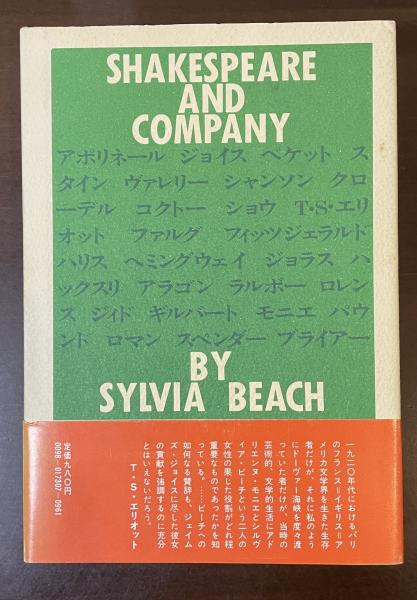 SHAKESPEARE
AND
COMPANY
アポリネール ジョイス ベケット ス
タイン ヴァレリー シャンソン クロ
ーデル コクトー ショウ T・S・エリ
オット ファルグ フィッツジェラルド
ハリス ヘミングウェイ ジョラス ハ
ックスリ アラゴン ラルボー ロレン
ス ジィド ギルバート モニエ パウ
ンド ロマン スペンダー ブライアー
BY
SYLVIA BEACH
一九二〇年代におけるパリ
のフランス=イギリス=ア
メリカ文学界を生きた生存
者だけが、それに私のよう
にドーヴァー海峡を度々渡
っていた者だけが、当時の
芸術的、文学的生活にアド
リエンヌ・モニエとシルヴ
ィア・ビーチという二人の
女性の果した役割がどれ程
重要なものであったかを知
っている。……ビーチへの
如何なる賛辞も、ジェイム
ズ・ジョイスに尽した彼女
の貢献を強調するのに充分
とはいえないだろう。
T・S・エリオット
定価九八〇円
0098-017307-0961